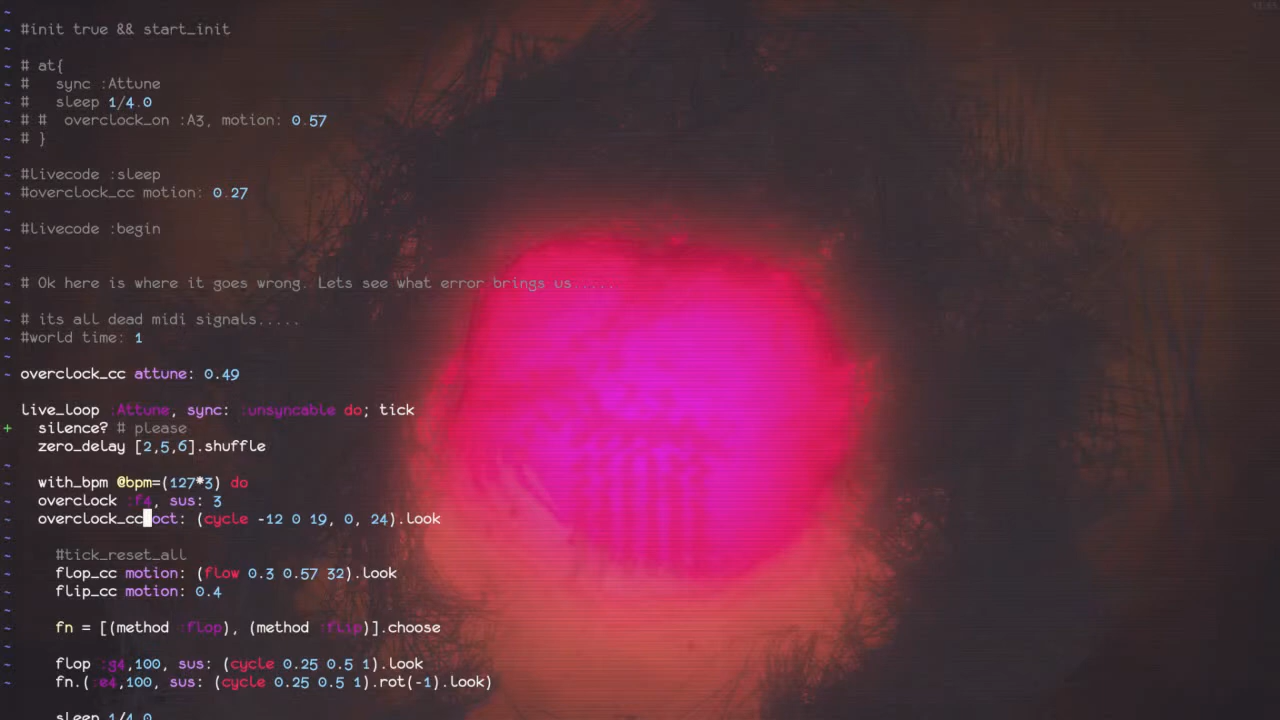 #init true && start_init
# at{
#   sync :Attune
#   sleep 1/4.0
# #  overclock_on :A3, motion: 0.57
# }
#livecode :sleep
#overclock_cc motion: 0.27
#livecode :begin
# Ok here is where it goes wrong. Lets see what error brings us.....
# its all dead midi signals.....
#world time: 1
overclock_cc attune: 0.49
live_loop :Attune, sync: :unsyncable do; tick
+ silence? # please
zero_delay [2,5,6].shuffle
with_bpm @bpm=(127*3) do
overclock :f4, sus: 3
overclock_cc oct: (cycle -12 0 19, 0, 24).look
#tick_reset_all
flop_cc motion: (flow 0.3 0.57 32).look
flip_cc motion: 0.4
fn = [(method :flop), (method :flip)].choose
flop :g4,100, sus: (cycle 0.25 0.5 1).look
fn.( :e4,100, sus: (cycle 0.25 0.5 1).rot(-1).look)
sleep 1/4.0